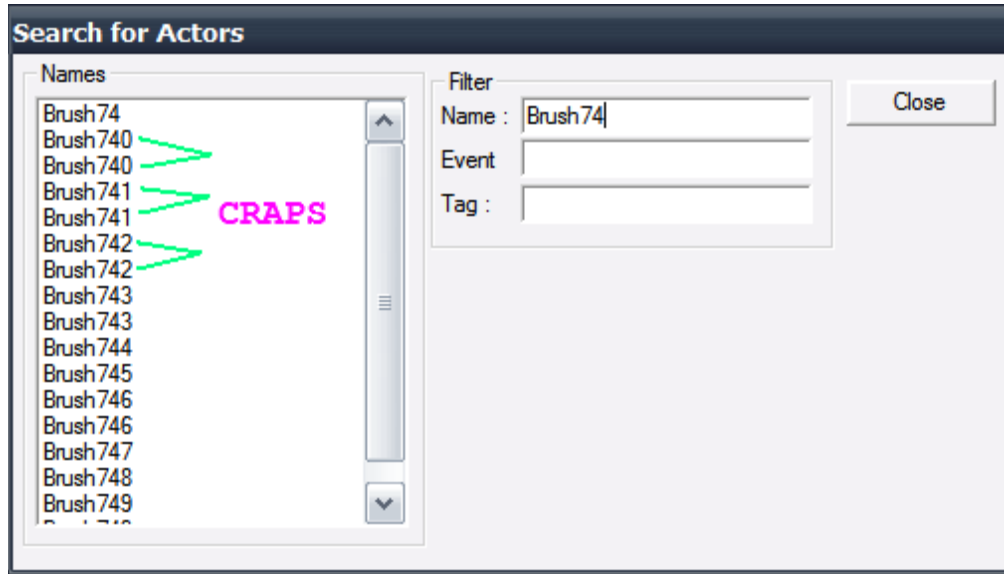 Search for Actors
Names
Brush74
Brush740
Brush740
Brush741
Brush741
Brush742
Brush742
Brush743
Brush743
Brush744
Brush745
Brush746
Brush746
Brush747
Brush748
Brush749
CRAPS
Filter
Name : Brush74
Event
Tag :
Close